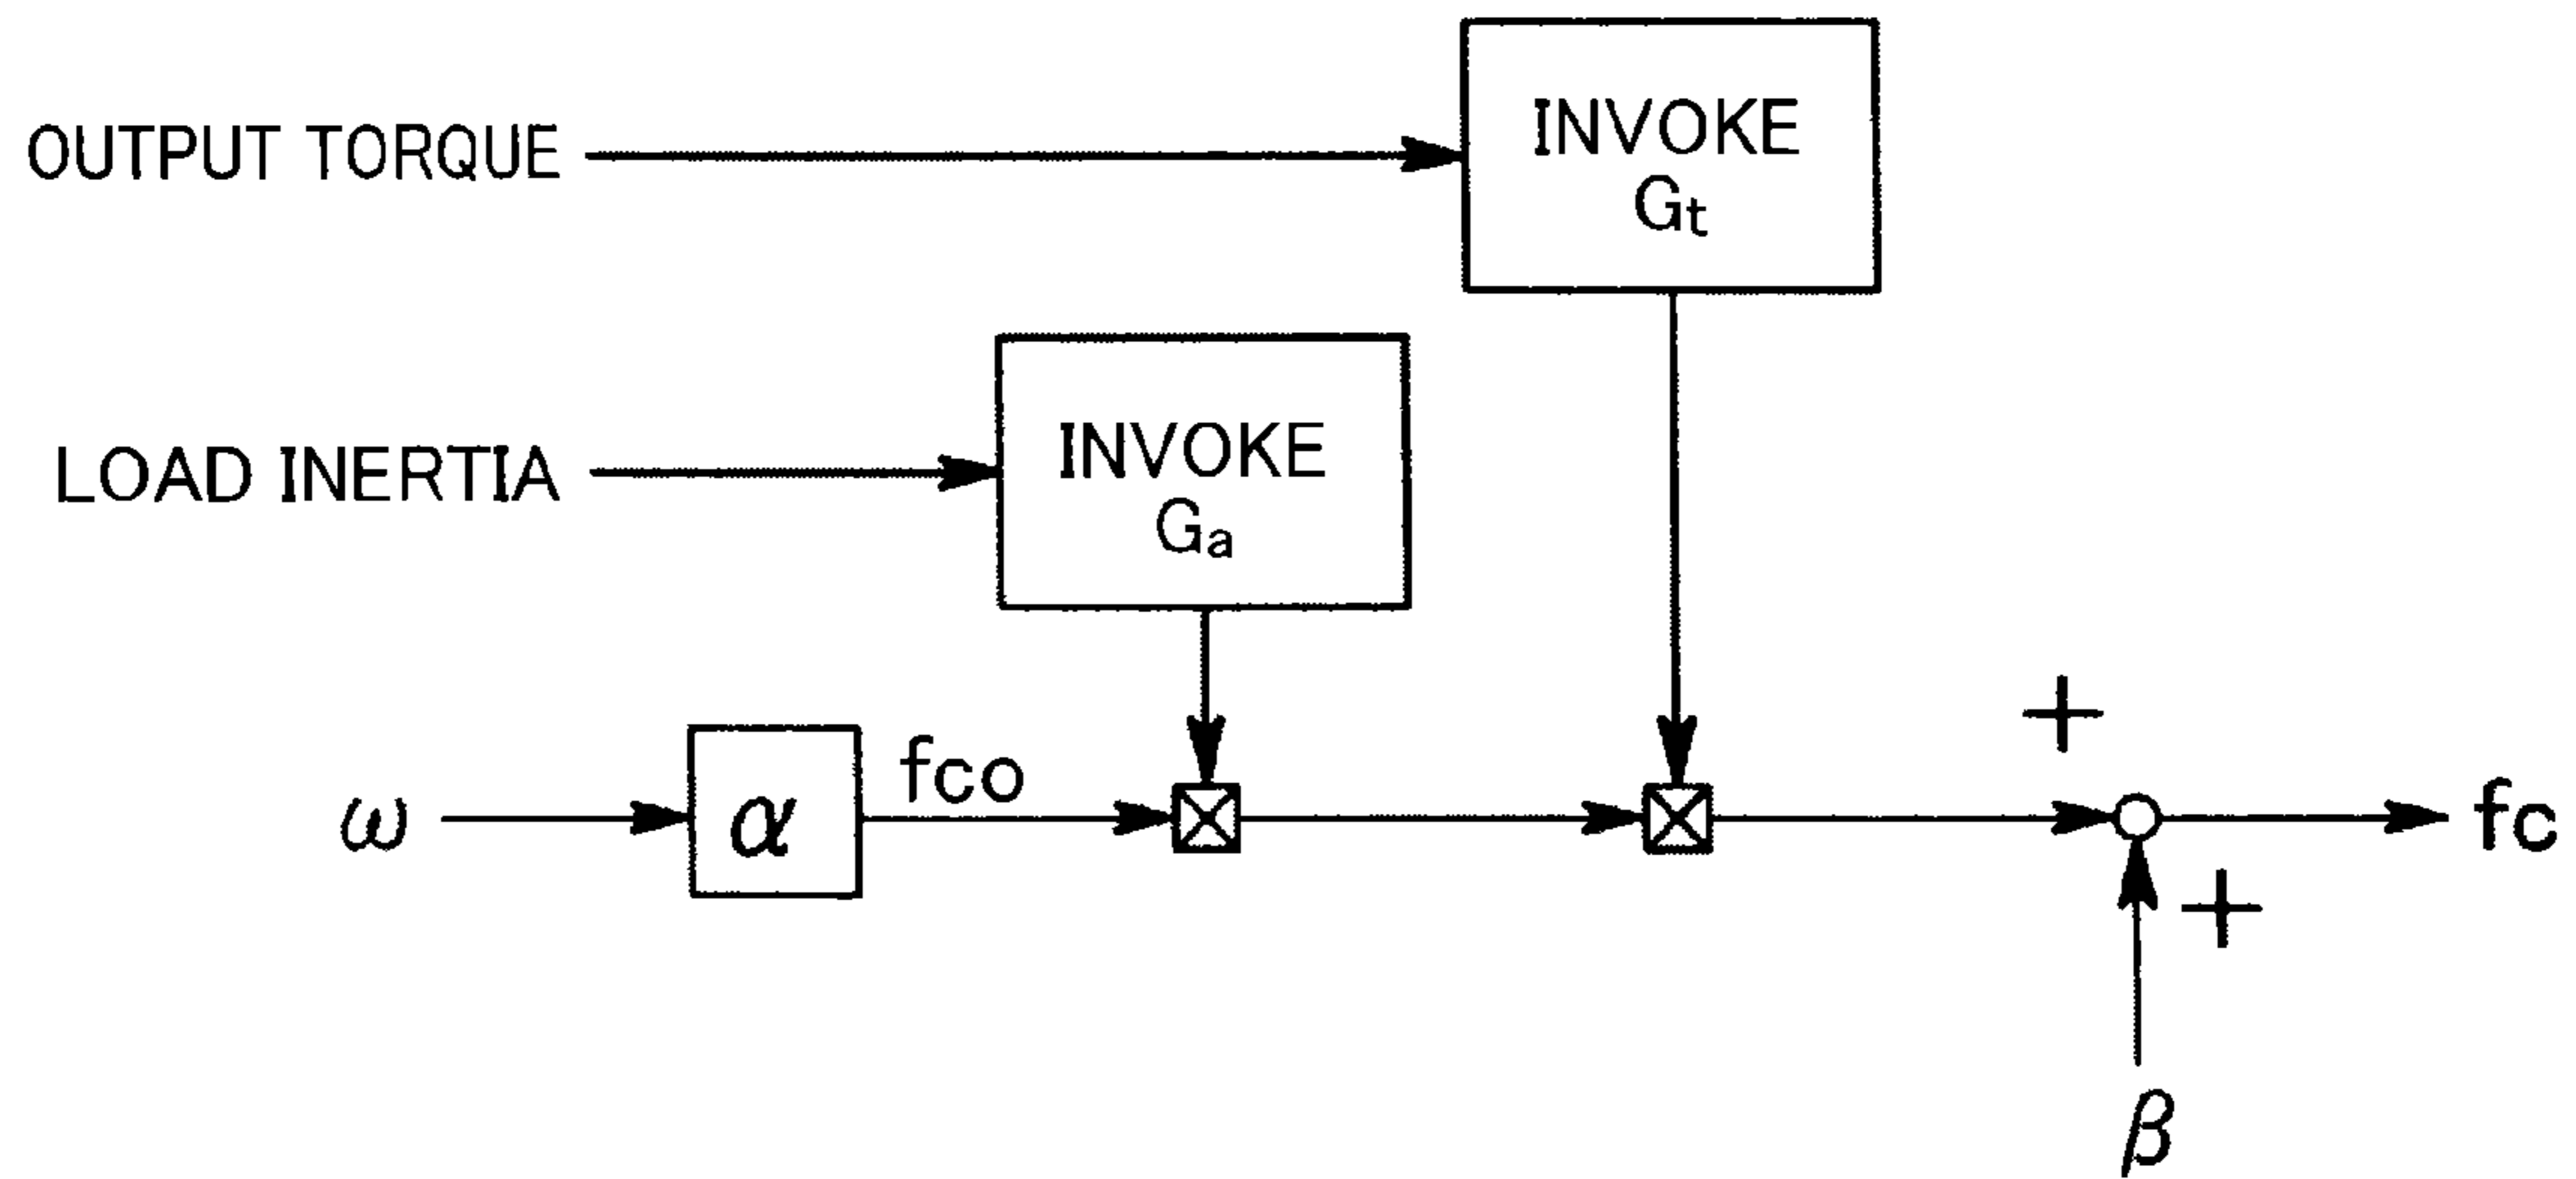 OUTPUT TORQUE
INVOKE
Gt
LOAD INERTIA
INVOKE
Ga
ω
α
fco
+
fc
+
β